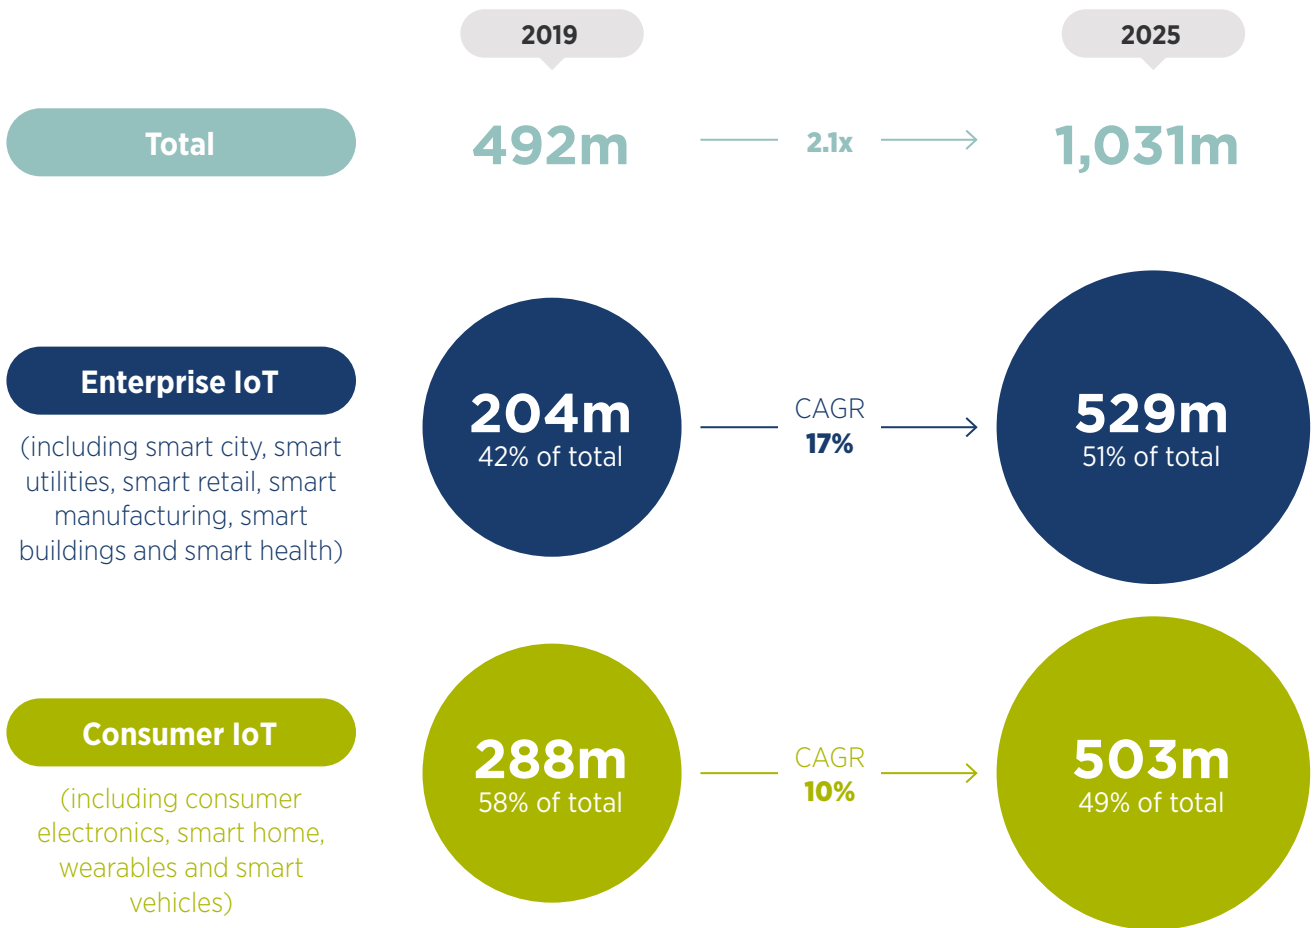 2019
2025
Total
492m
2.1x
1,031m
Enterprise IoT
(including smart city, smart
utilities, smart retail, smart
manufacturing, smart
buildings and smart health)
204m
42% of total
CAGR
17%
529m
51% of total
Consumer IoT
(including consumer
electronics, smart home,
wearables and smart
vehicles)
288m
58% of total
CAGR
10%
503m
49% of total